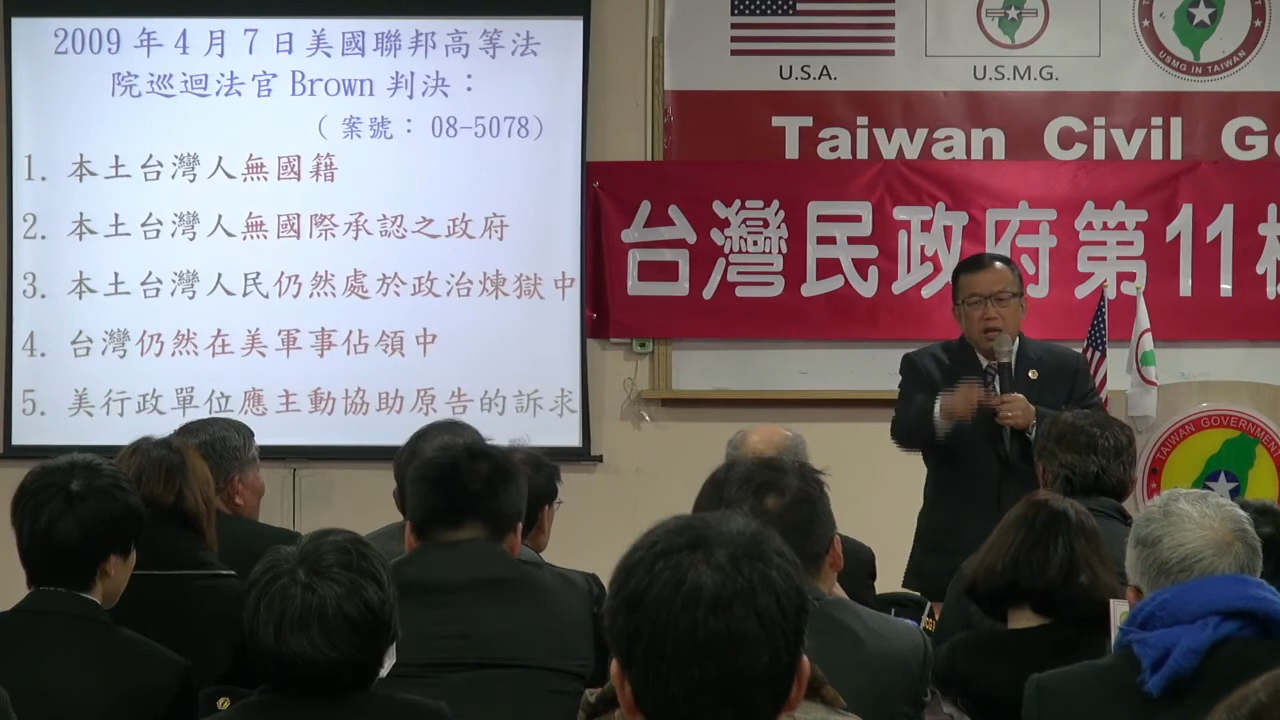 2009 年 4 月 7 日美國聯邦高等法
院巡迴法官 Brown 判決：
( 案號： 08-5078)
1. 本土台灣人無國籍
2. 本土台灣人無國際承認之政府
3. 本土台灣人民仍然處於政治煉獄中
4. 台灣仍然在美軍事佔領中
5. 美行政單位應主動協助原告的訴求
U.S.A.
U.S.M.G.
USMG IN TAIWAN
Taiwan Civil G
台灣民政府第11
TAIWAN GOVERNMENT